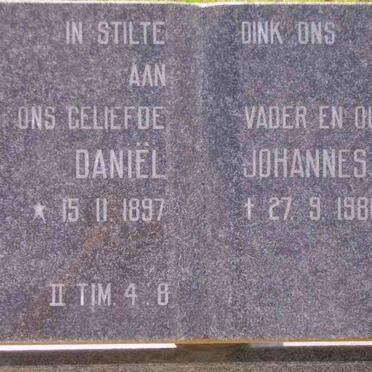 IN STILTE DINK ONS
AAN
ONS GELIEFDE VADER EN
DANIËL JOHANNES
★ 15. 11. 1897 † 27. 9. 198
II TIM. 4 : 8